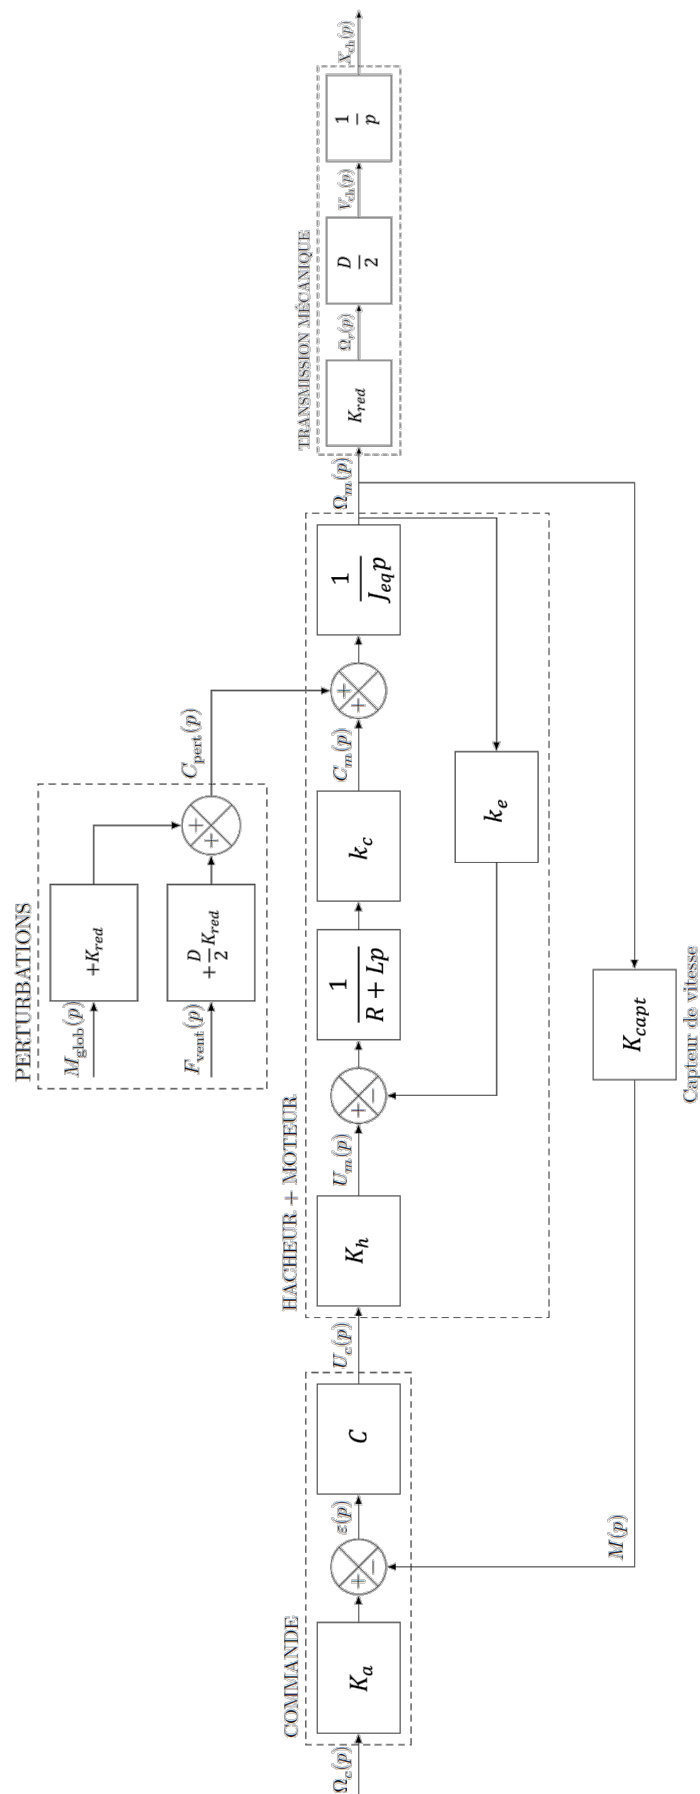 PERTURBATIONS
M_glob(p)
+K_red
F_vent(p)
+D/2 K_red
+
+
C_pert(p)
COMMANDE
Ω_c(p)
K_a
+
−
ε(p)
C
U_c(p)
HACHEUR + MOTEUR
K_h
U_m(p)
+
−
1/(R + Lp)
k_c
C_m(p)
+
+
1/(J_eq p)
k_e
Ω_m(p)
TRANSMISSION MÉCANIQUE
K_red
Ω_r(p)
D/2
V_ch(p)
1/p
X_ch(p)
M(p)
K_capt
Capteur de vitesse